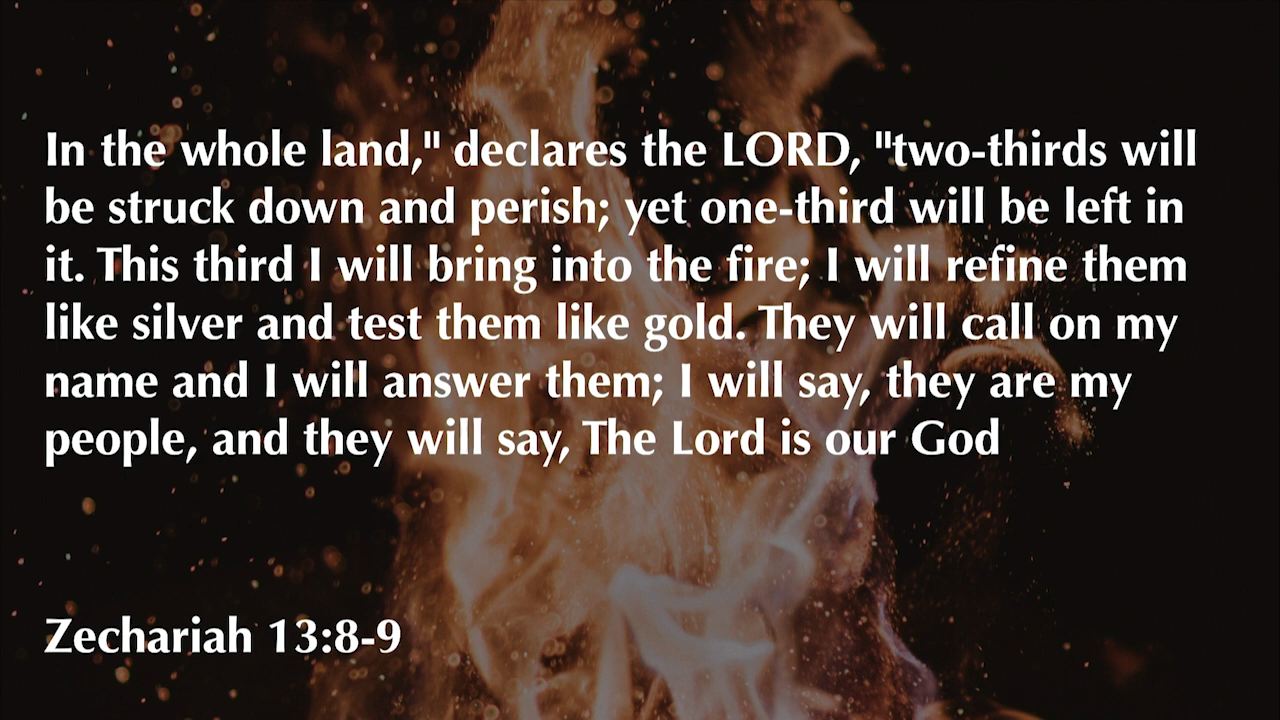 In the whole land," declares the LORD, "two-thirds will
be struck down and perish; yet one-third will be left in
it. This third I will bring into the fire; I will refine them
like silver and test them like gold. They will call on my
name and I will answer them; I will say, they are my
people, and they will say, The Lord is our God
Zechariah 13:8-9